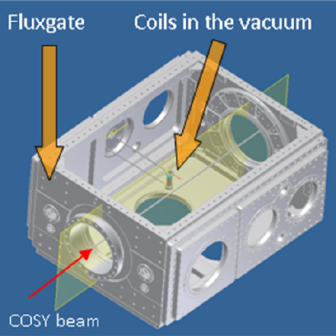 Fluxgate
Coils in the vacuum
COSY beam